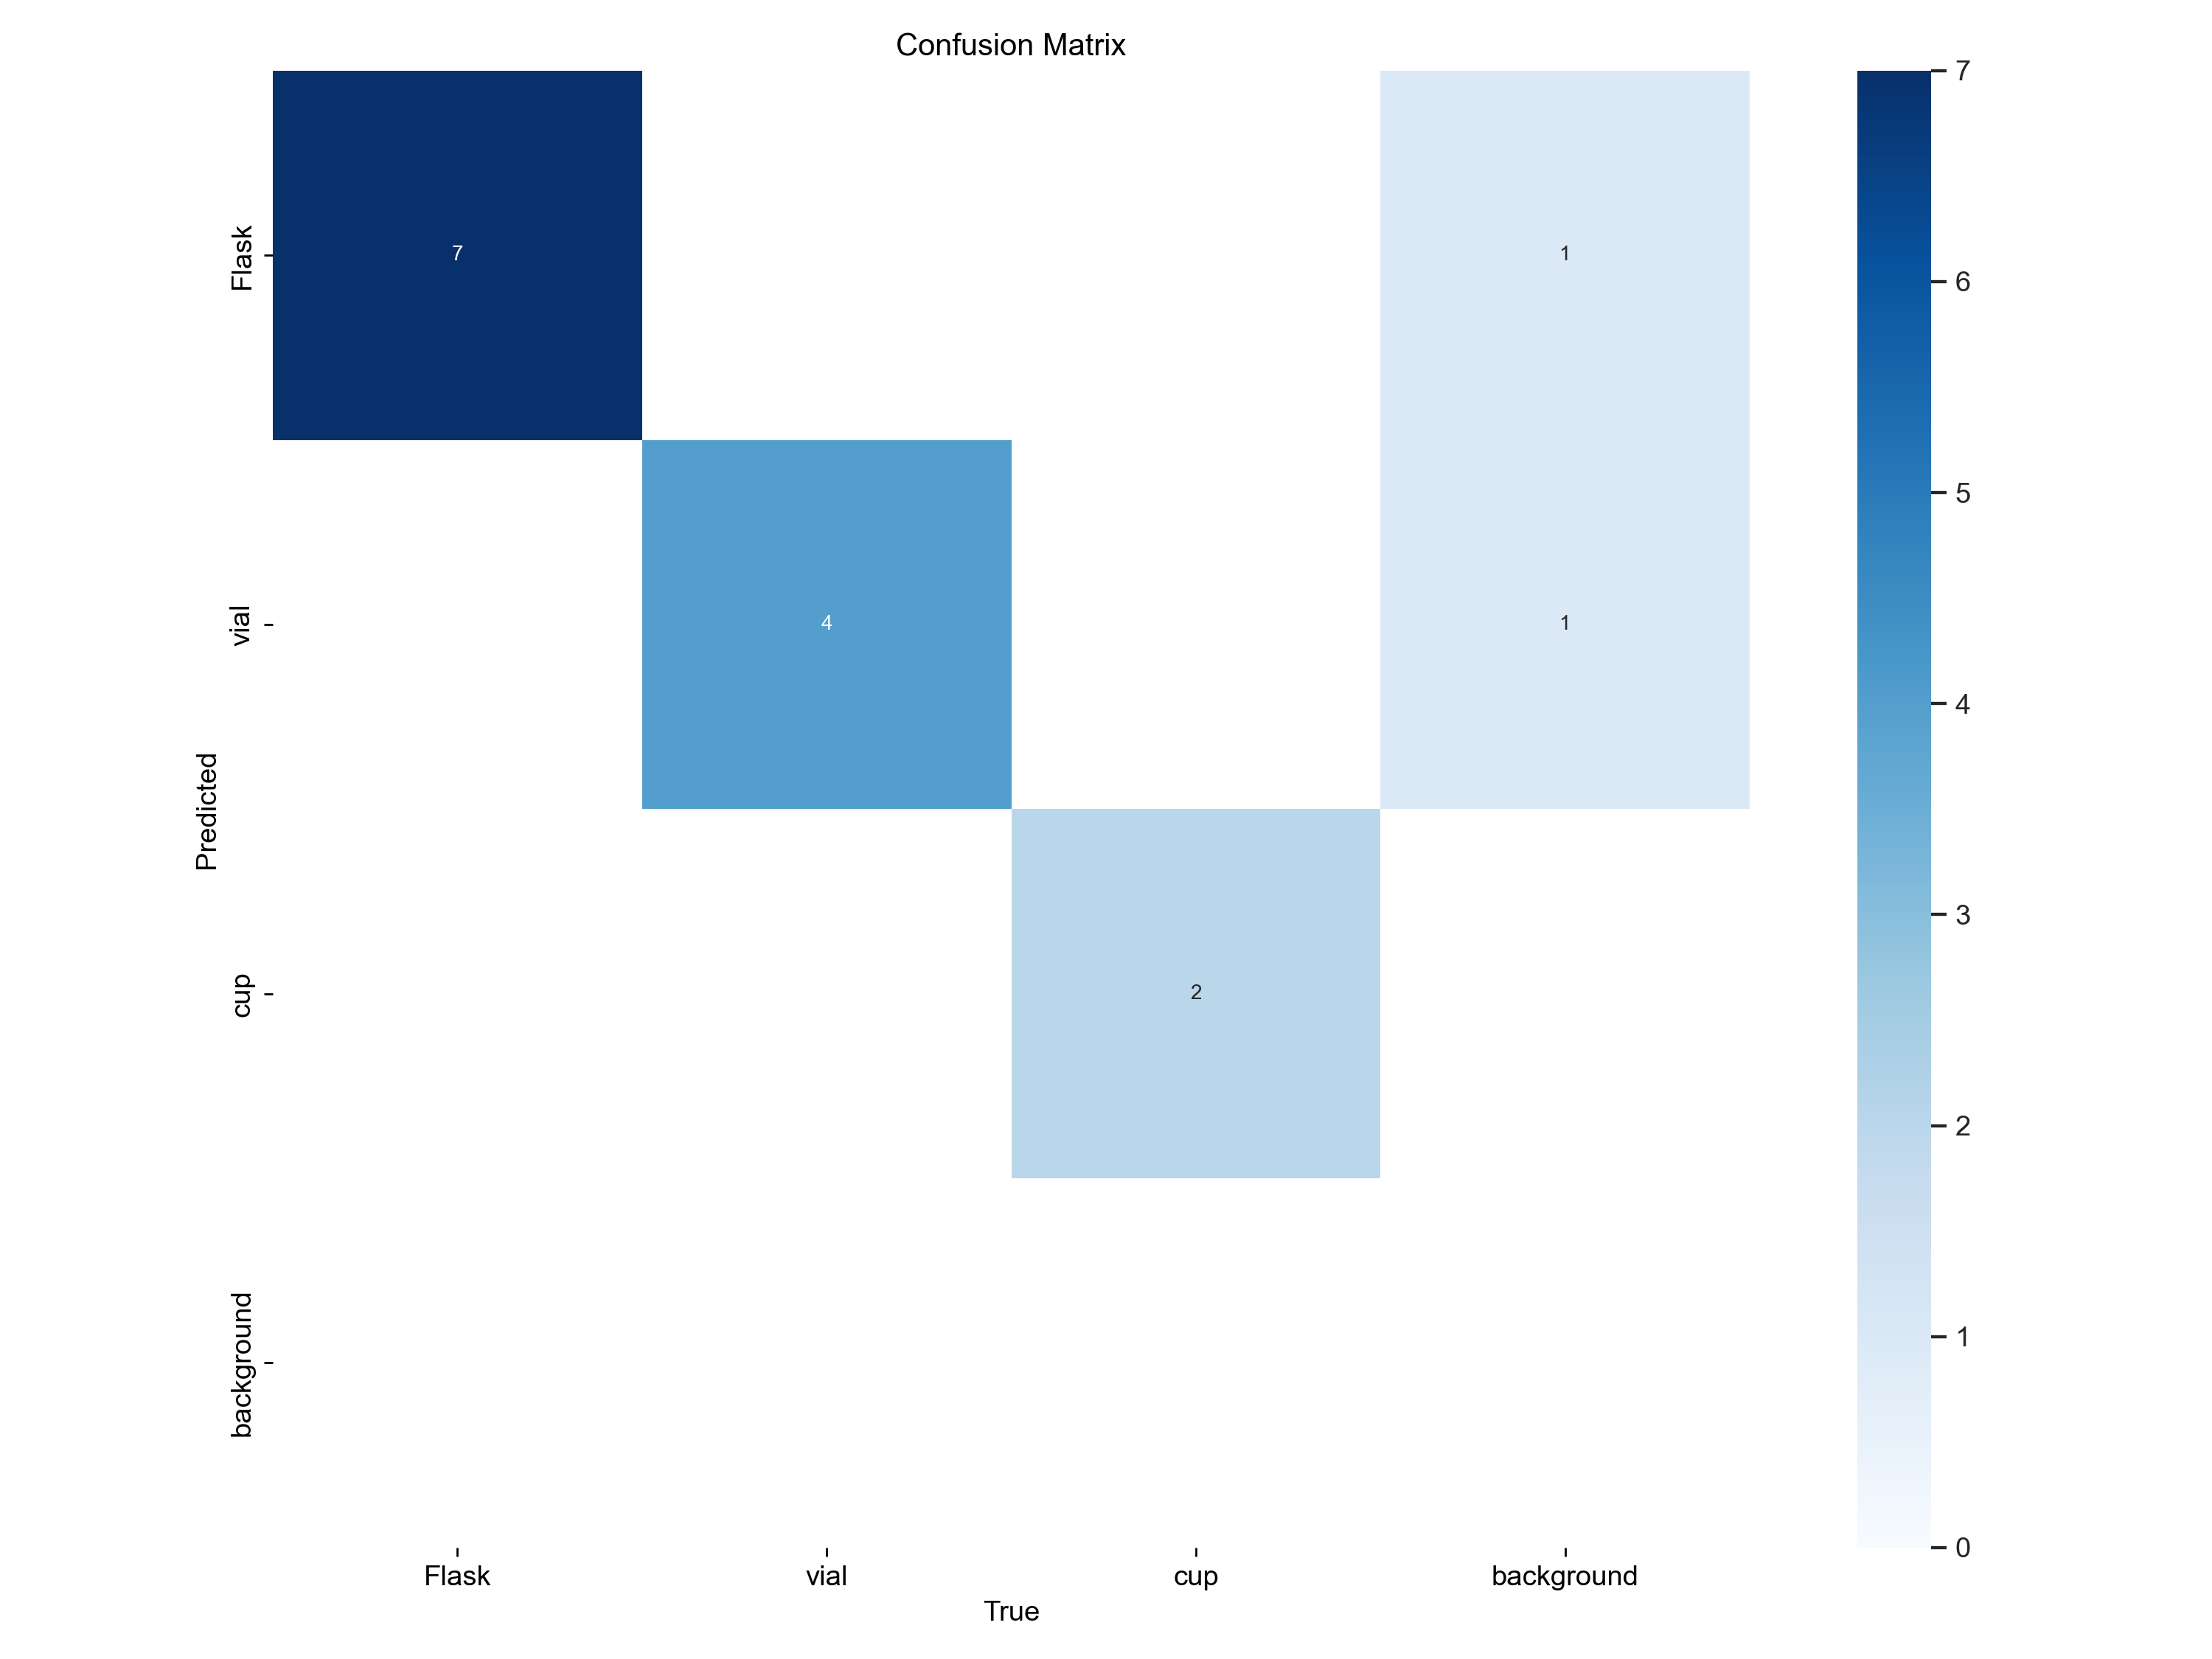 Confusion Matrix
Flask
vial
cup
background
Predicted
7
1
4
1
2
Flask
vial
cup
background
True
7
6
5
4
3
2
1
0